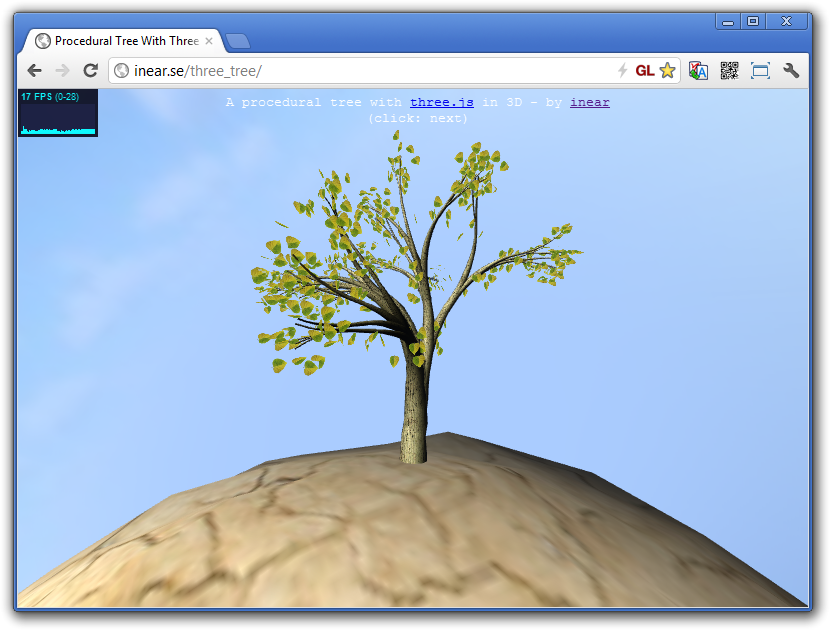 Procedural Tree With Three
inear.se/three_tree/
GL
17 FPS (0-28)
A procedural tree with three.js in 3D - by inear
(click: next)